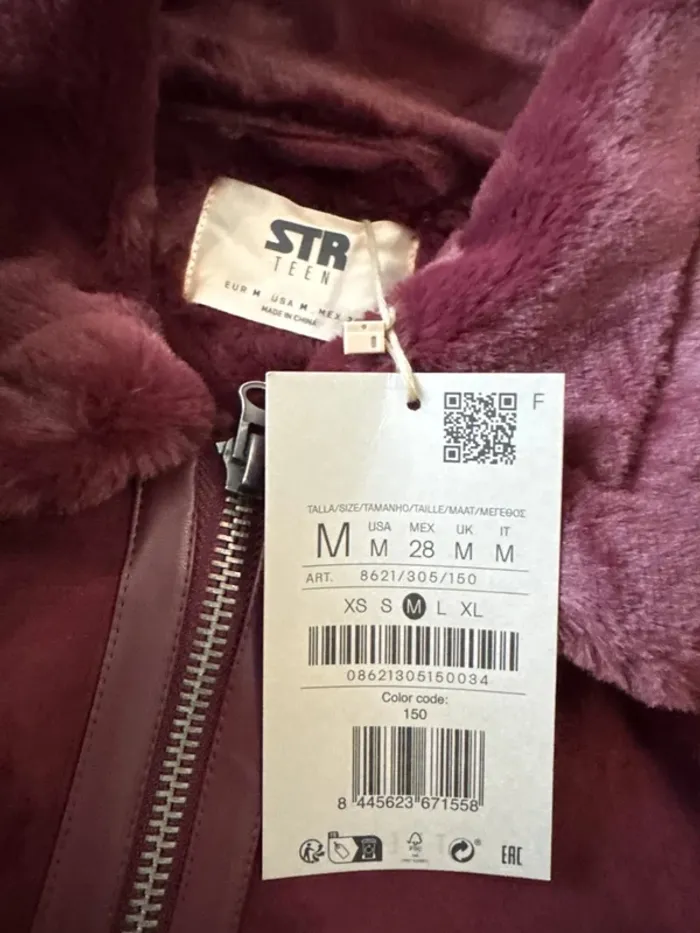 STR
TEEN
EUR M USA M MEX
MADE IN CHINA
F
TALLA/SIZE/TAMANHO/TAILLE/MAAT/ΜΕΓΕΘΟΣ
USA MEX UK IT
M M 28 M M
ART. 8621/305/150
XS S M L XL
08621305150034
Color code:
150
8 445623 671558
FSC
EAC